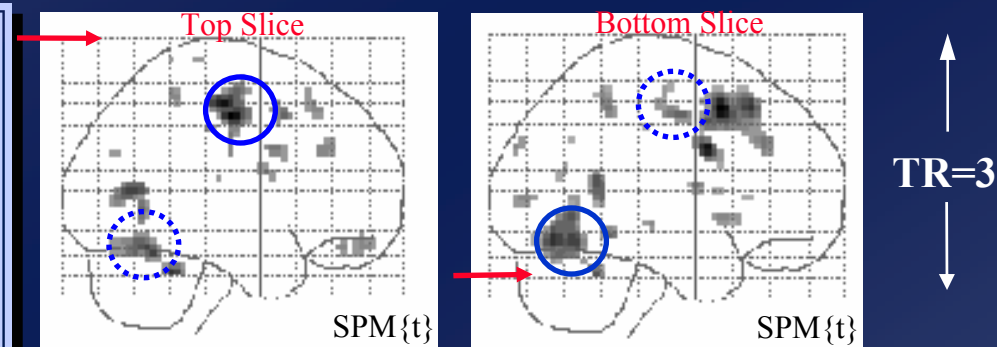 Top Slice
Bottom Slice
TR=3
SPM{t}
SPM{t}